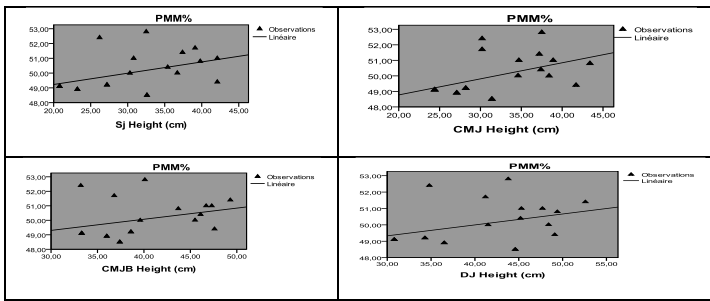 PMM%
53,00
52,00
51,00
50,00
49,00
48,00
20,00 25,00 30,00 35,00 40,00 45,00
Sj Height (cm)
Observations
Linéaire
PMM%
53,00
52,00
51,00
50,00
49,00
48,00
20,00 25,00 30,00 35,00 40,00 45,00
CMJ Height (cm)
Observations
Linéaire
PMM%
53,00
52,00
51,00
50,00
49,00
48,00
30,00 35,00 40,00 45,00 50,00
CMJB Height (cm)
Observations
Linéaire
PMM%
53,00
52,00
51,00
50,00
49,00
48,00
30,00 35,00 40,00 45,00 50,00 55,00
DJ Height (cm)
Observations
Linéaire